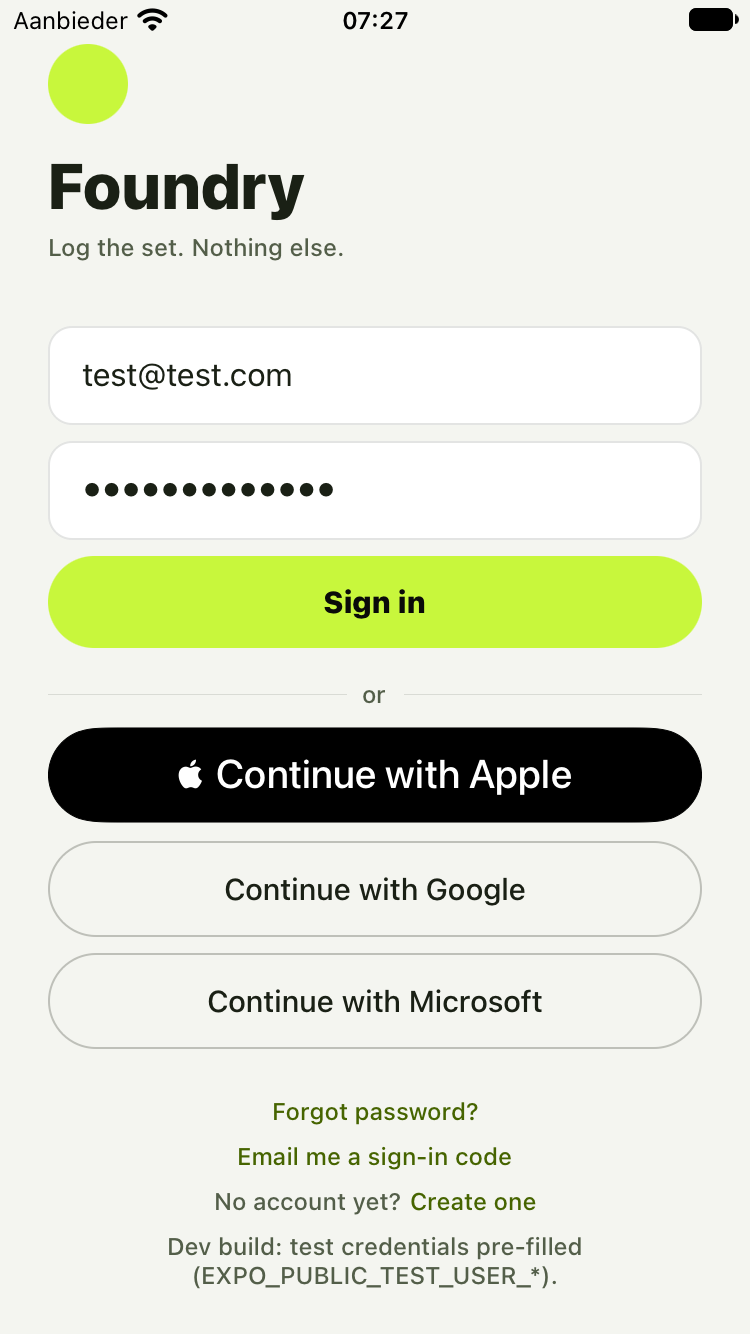 Aanbieder 07:27
Foundry
Log the set. Nothing else.
test@test.com
●●●●●●●●●●●●●
Sign in
or
Continue with Apple
Continue with Google
Continue with Microsoft
Forgot password?
Email me a sign-in code
No account yet? Create one
Dev build: test credentials pre-filled
(EXPO_PUBLIC_TEST_USER_*).